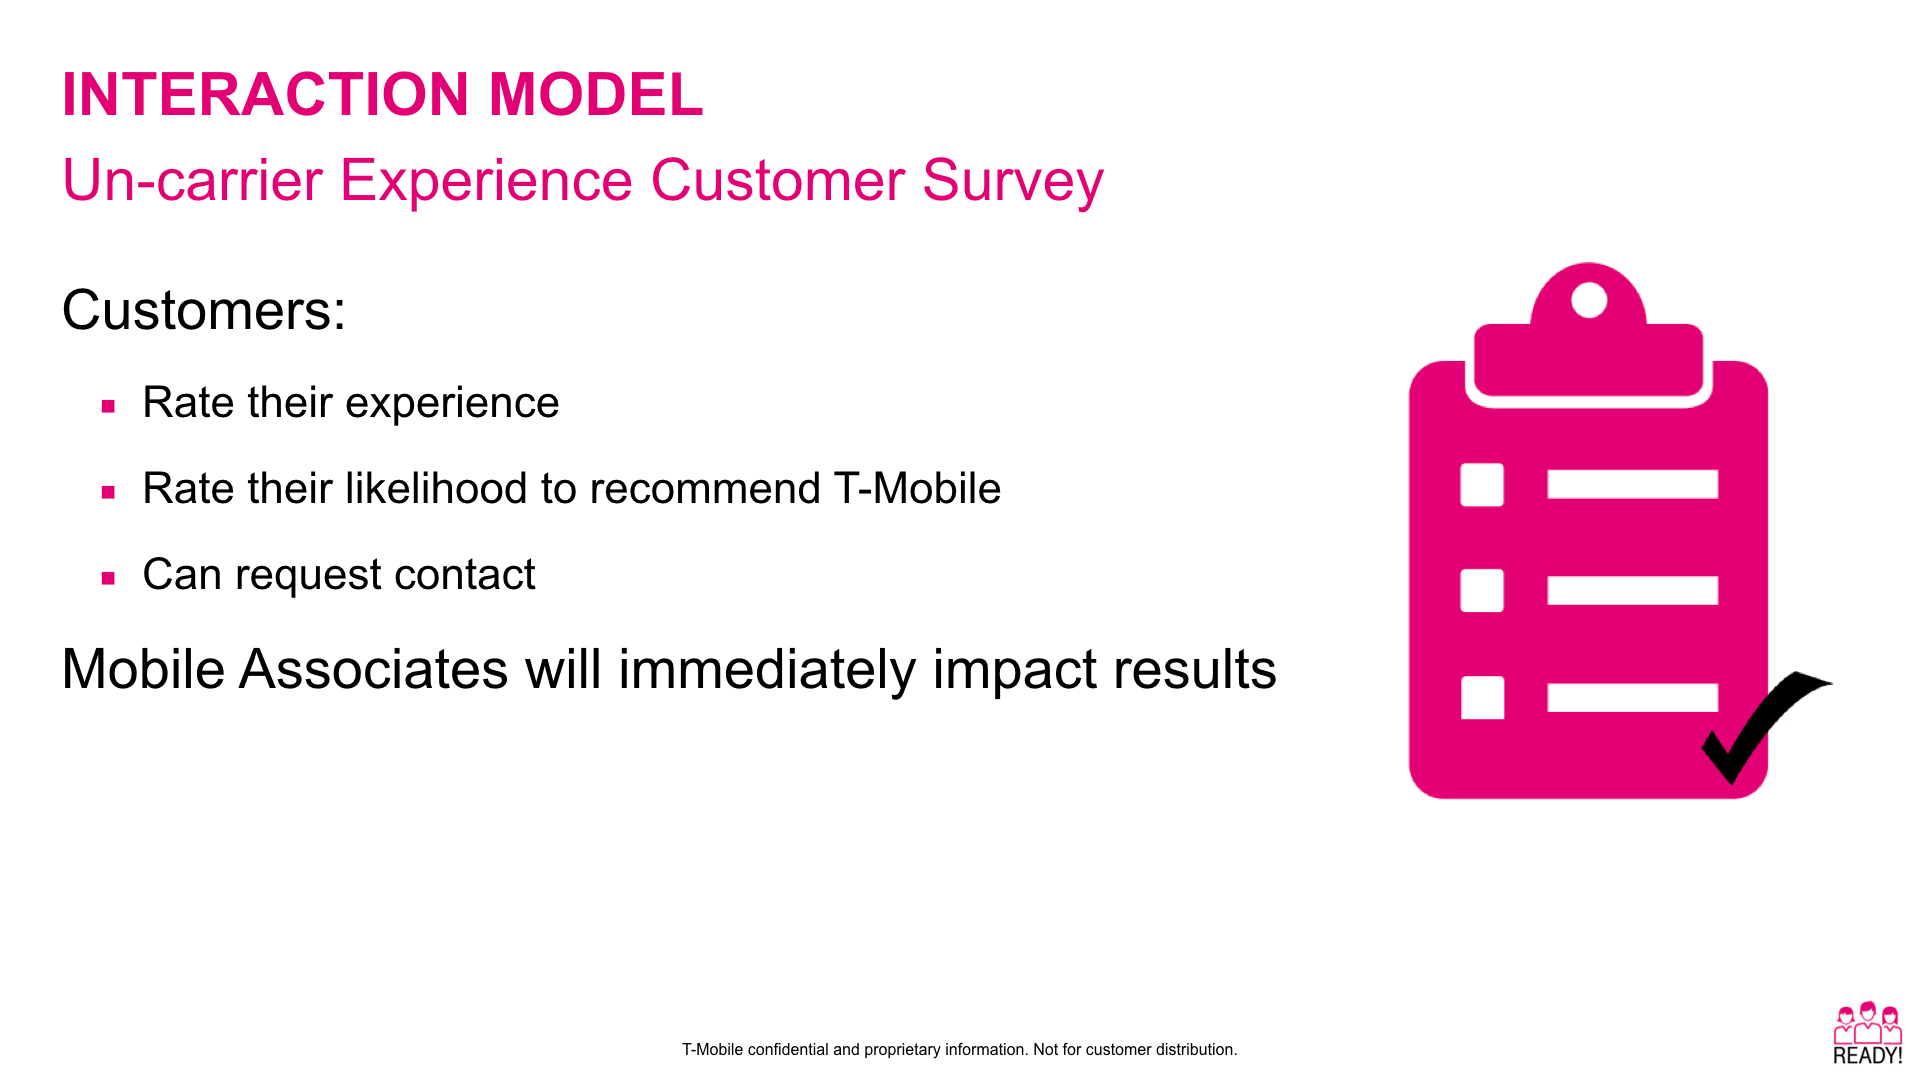 INTERACTION MODEL
Un-carrier Experience Customer Survey
Customers:
▪ Rate their experience
▪ Rate their likelihood to recommend T-Mobile
▪ Can request contact
Mobile Associates will immediately impact results
T-Mobile confidential and proprietary information. Not for customer distribution.
READY!